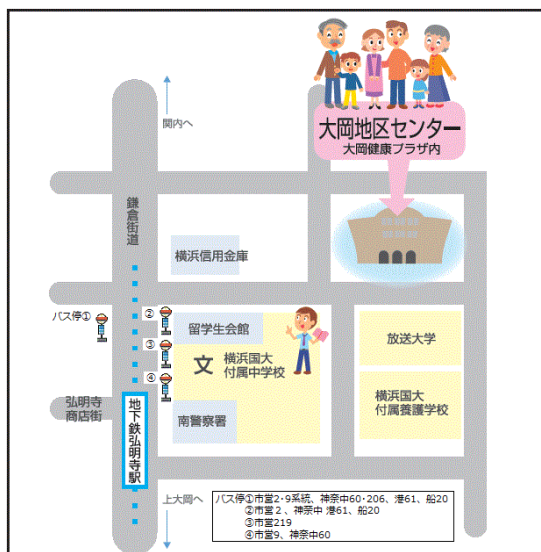 大岡地区センター
大岡健康プラザ内
関内へ
鎌倉街道
横浜信用金庫
バス停①
②
③
④
留学生会館
文 横浜国大
付属中学校
南警察署
放送大学
横浜国大
付属養護学校
弘明寺
商店街
地下鉄弘明寺駅
上大岡へ
バス停①市営2・9系統、神奈中60・206、港61、船20
②市営２、神奈中 港61、船20
③市営219
④市営9、神奈中60